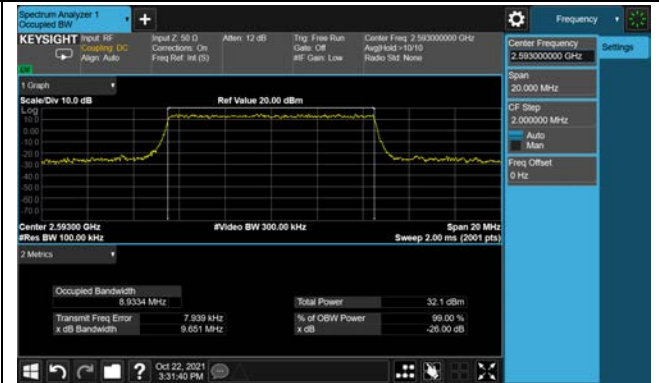 Spectrum Analyzer 1
Occupied BW
+
Frequency
KEYSIGHT
Input: RF
Coupling: DC
Align: Auto
Input Z: 50 Ω
Corrections: On
Freq Ref: Int (S)
Atten: 12 dB
Trig: Free Run
Gate: Off
#IF Gain: Low
Center Freq: 2.593000000 GHz
Avg|Hold:>10/10
Radio Std: None
Center Frequency
2.593000000 GHz
Settings
Span
20.000 MHz
CF Step
2.000000 MHz
Auto
Man
Freq Offset
0 Hz
1 Graph
Scale/Div 10.0 dB
Ref Value 20.00 dBm
Log
10.0
0.00
-10.0
-20.0
-30.0
-40.0
-50.0
-60.0
-70.0
Center 2.59300 GHz
#Video BW 300.00 kHz
Span 20 MHz
#Res BW 100.00 kHz
Sweep 2.00 ms (2001 pts)
2 Metrics
Occupied Bandwidth
8.9334 MHz
Total Power
32.1 dBm
Transmit Freq Error
7.939 kHz
% of OBW Power
99.00 %
x dB Bandwidth
9.651 MHz
x dB
-26.00 dB
?
Oct 22, 2021
3:31:40 PM